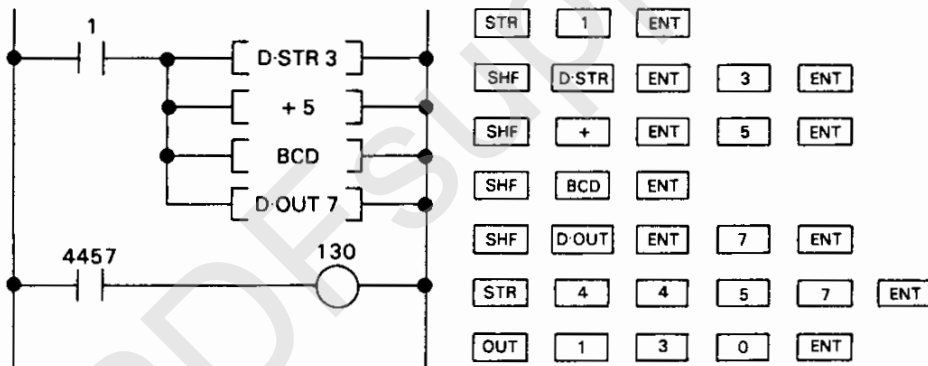 1
D·STR 3
+ 5
BCD
D·OUT 7
4457
130
STR 1 ENT
SHF D·STR ENT 3 ENT
SHF + ENT 5 ENT
SHF BCD ENT
SHF D·OUT ENT 7 ENT
STR 4 4 5 7 ENT
OUT 1 3 0 ENT